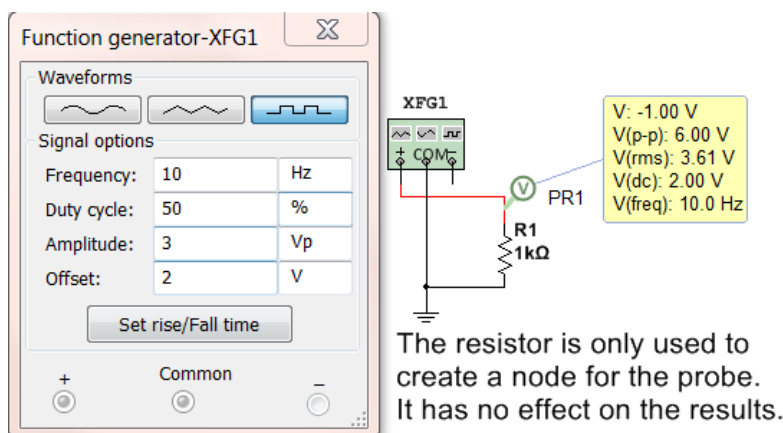 Function generator-XFG1
Waveforms
Signal options
Frequency: 10 Hz
Duty cycle: 50 %
Amplitude: 3 Vp
Offset: 2 V
Set rise/Fall time
+ Common −
XFG1
+ COM −
PR1
V: -1.00 V
V(p-p): 6.00 V
V(rms): 3.61 V
V(dc): 2.00 V
V(freq): 10.0 Hz
V
R1
1kΩ
The resistor is only used to
create a node for the probe.
It has no effect on the results.